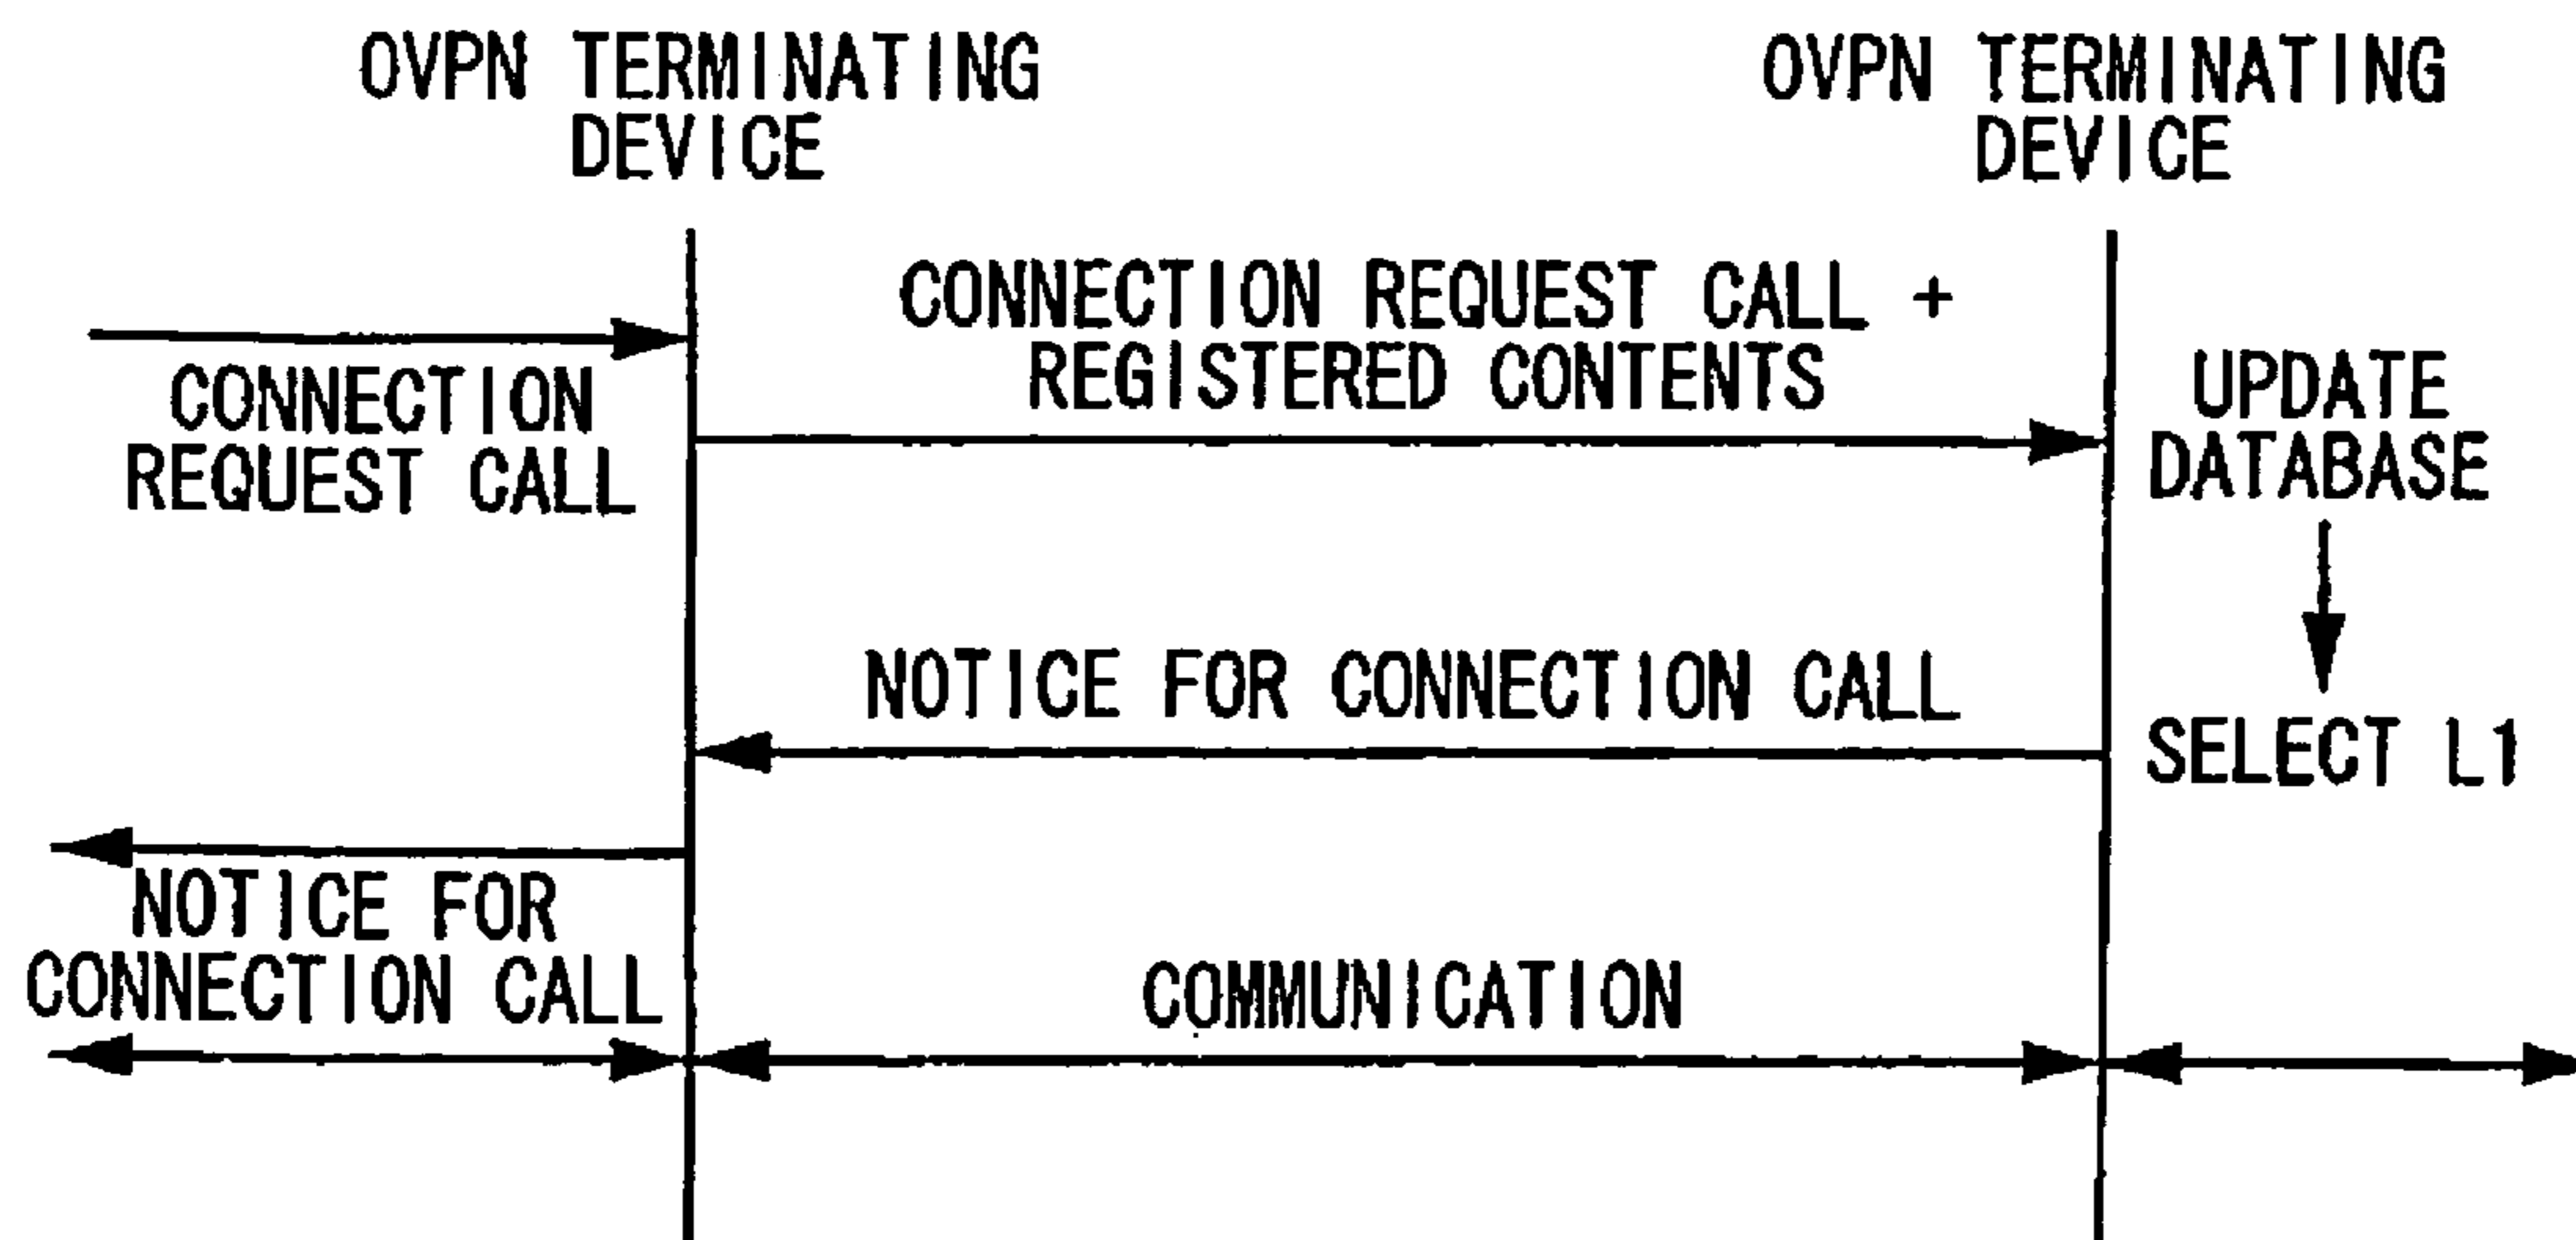 OVPN TERMINATING
DEVICE
OVPN TERMINATING
DEVICE
CONNECTION REQUEST CALL +
REGISTERED CONTENTS
CONNECTION
REQUEST CALL
UPDATE
DATABASE
NOTICE FOR CONNECTION CALL
SELECT L1
NOTICE FOR
CONNECTION CALL
COMMUNICATION